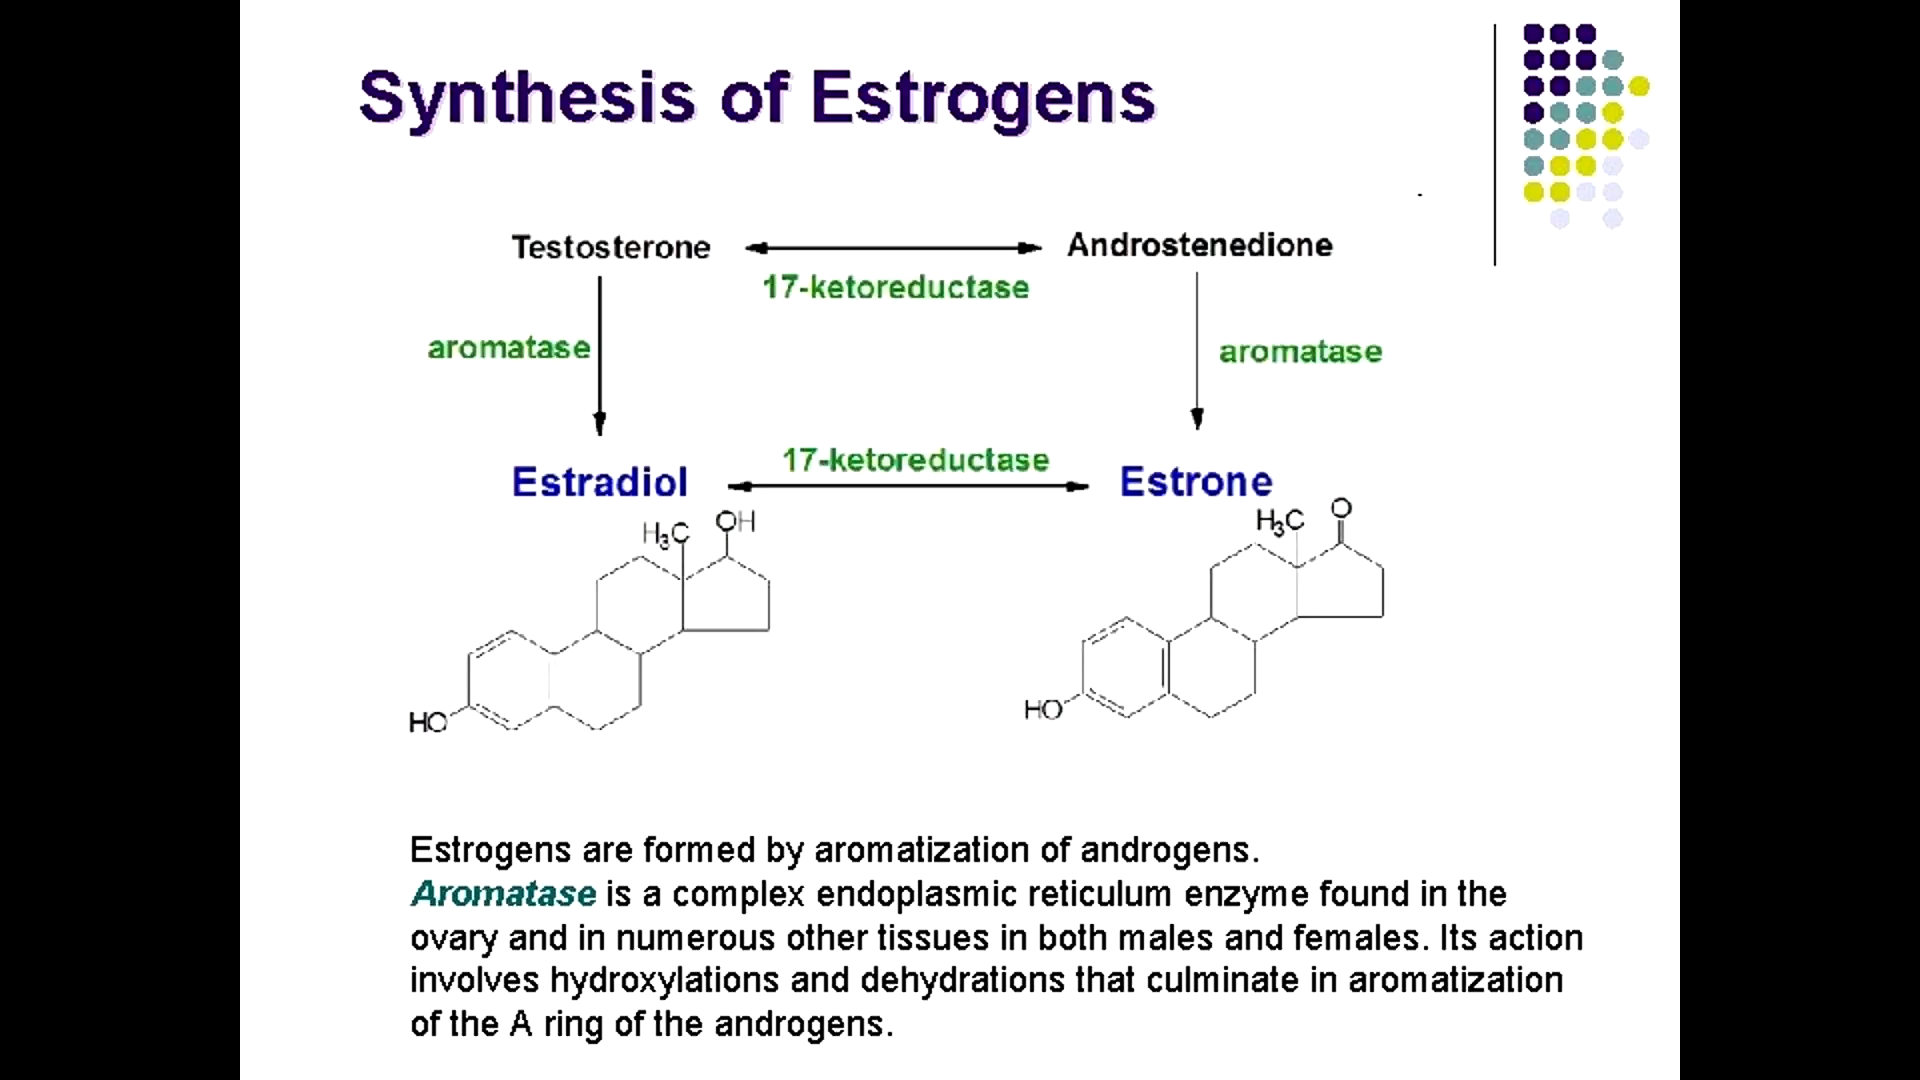 Synthesis of Estrogens
Testosterone
Androstenedione
17-ketoreductase
aromatase
aromatase
17-ketoreductase
Estradiol
Estrone
H3C
OH
HO
H3C
O
HO
Estrogens are formed by aromatization of androgens.
Aromatase is a complex endoplasmic reticulum enzyme found in the
ovary and in numerous other tissues in both males and females. Its action
involves hydroxylations and dehydrations that culminate in aromatization
of the A ring of the androgens.